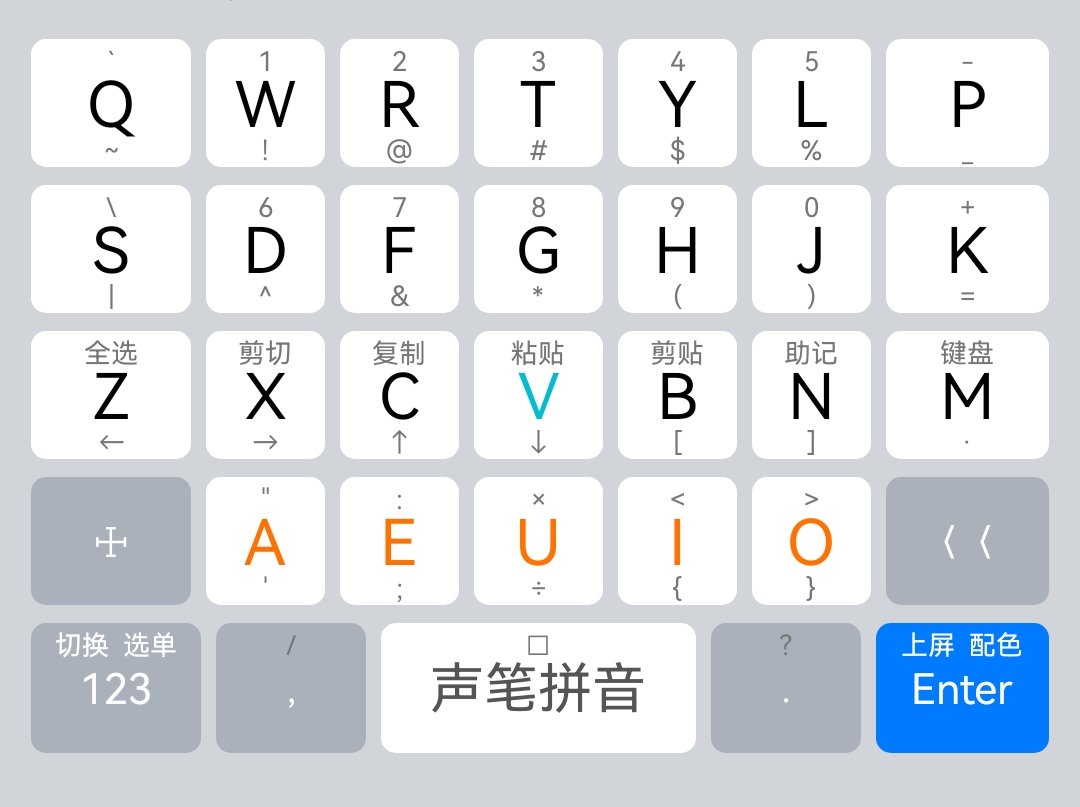 ` 1 2 3 4 5 -
Q W R T Y L P
~ ! @ # $ % _
\ 6 7 8 9 0 +
S D F G H J K
| ^ & * ( ) =
全选 剪切 复制 粘贴 剪贴 助记 键盘
Z X C V B N M
← → ↑ ↓ [ ] ·
" : × < >
A E U I O
' ; ÷ { }
切换 选单 / □ ? 上屏 配色
123 , 声笔拼音 . Enter